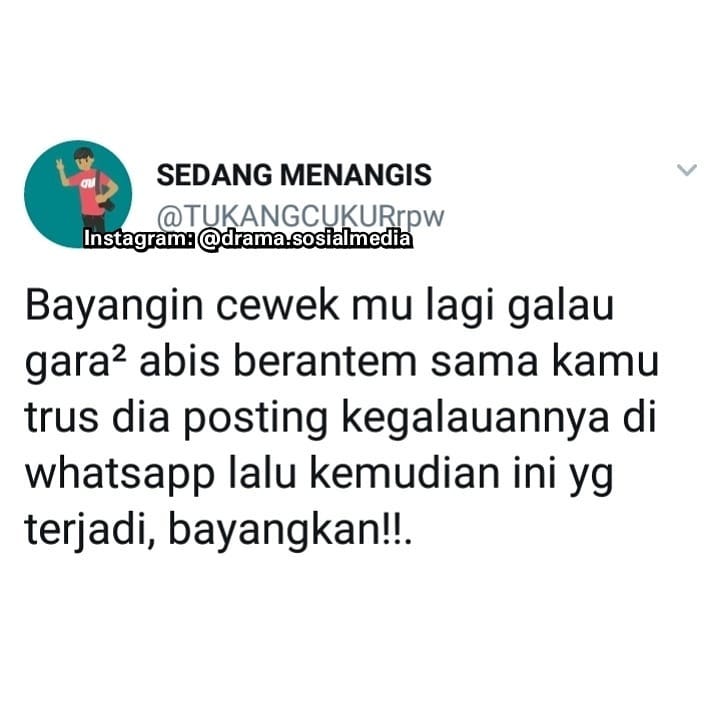 SEDANG MENANGIS
@TUKANGCUKURrpw
Instagram: @drama.sosialmedia
Bayangin cewek mu lagi galau
gara² abis berantem sama kamu
trus dia posting kegalauannya di
whatsapp lalu kemudian ini yg
terjadi, bayangkan!!.